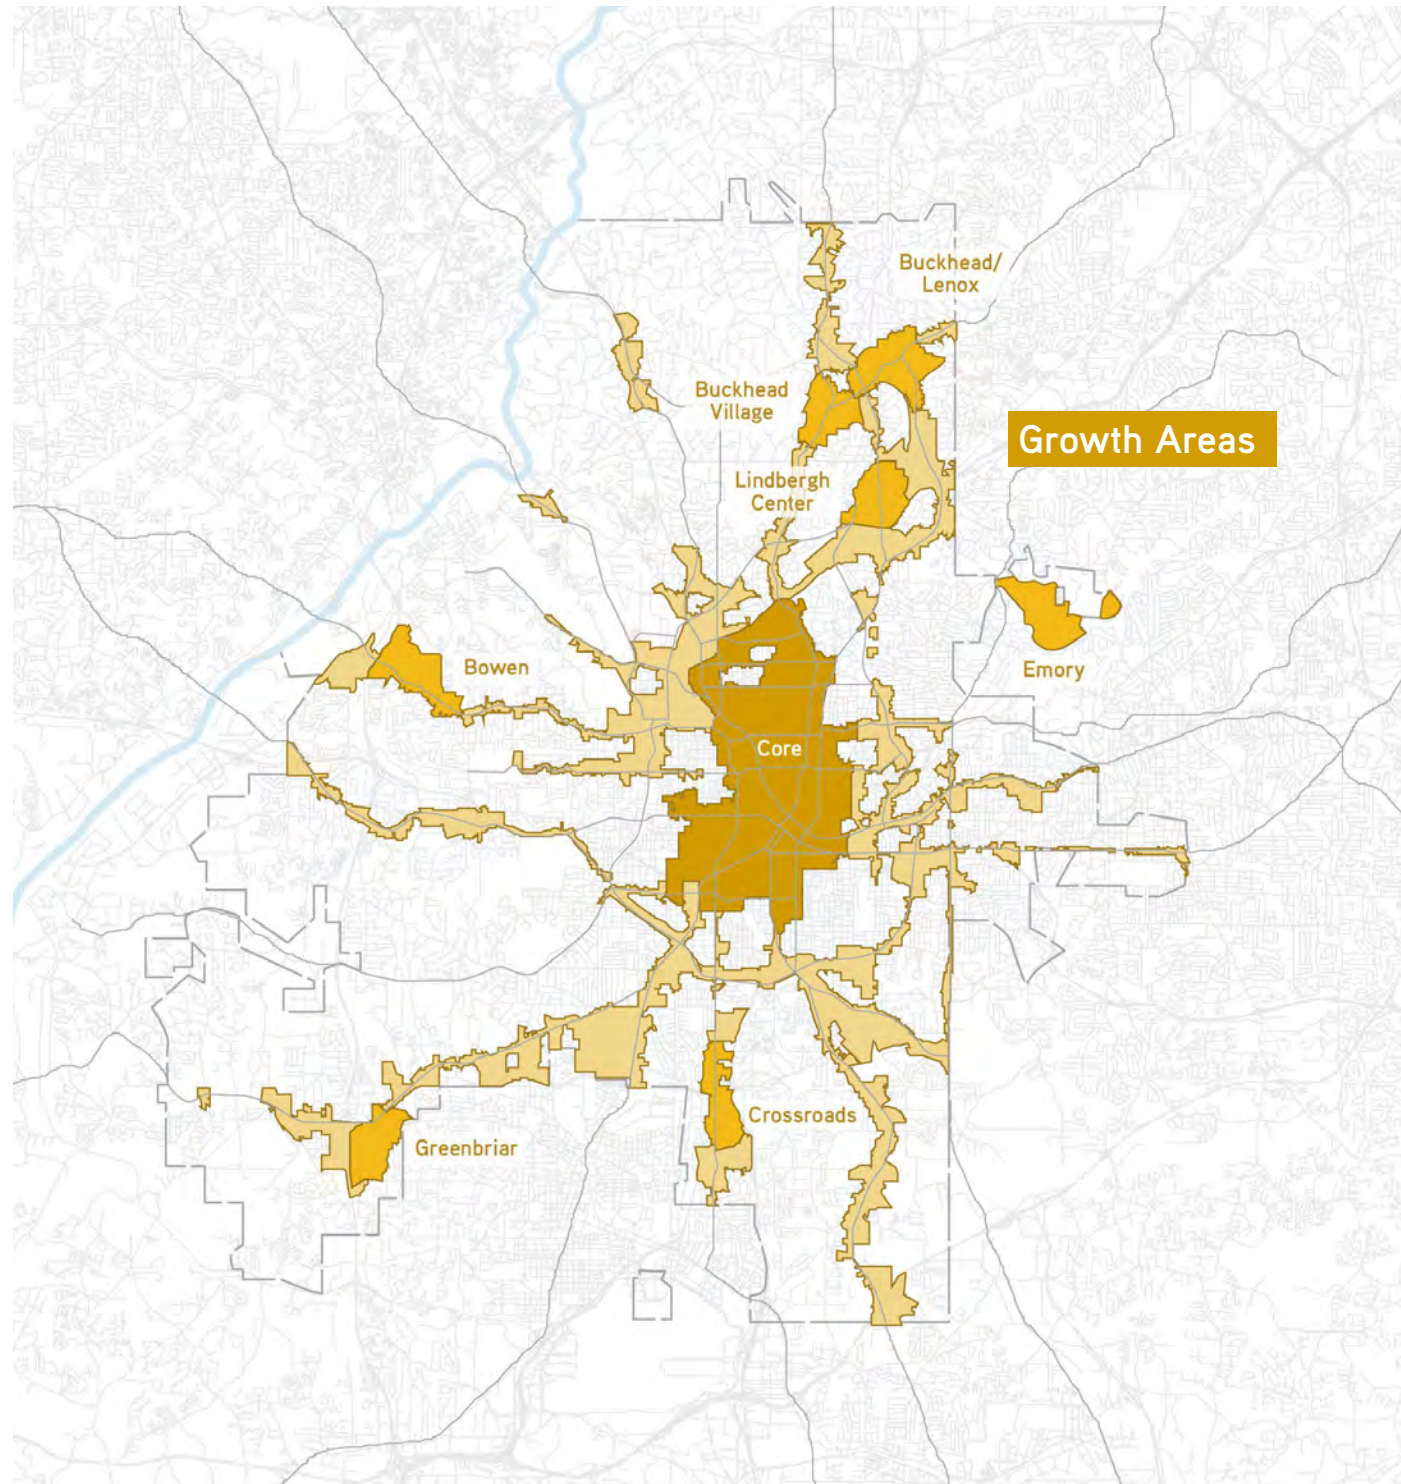 Buckhead/
Lenox
Buckhead
Village
Growth Areas
Lindbergh
Center
Bowen
Emory
Core
Crossroads
Greenbriar